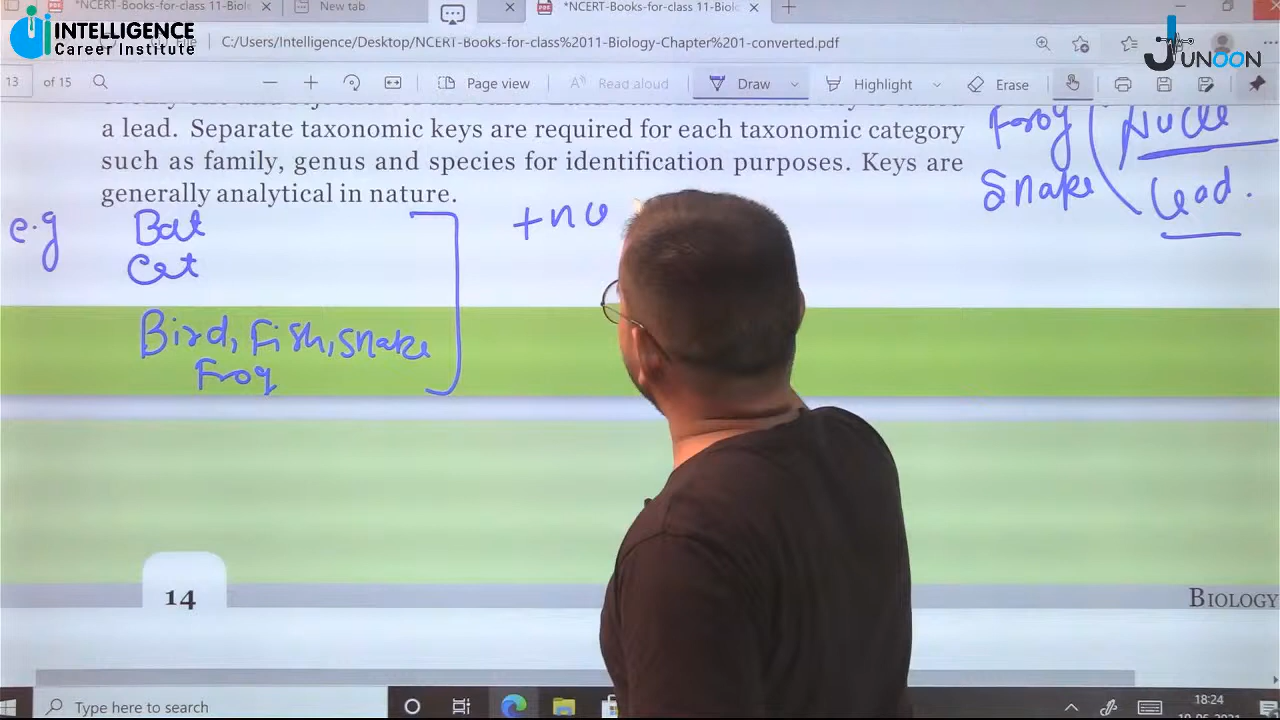 *NCERT-Books-for class 11-Biol
New tab
*NCERT-Books-for-class 11-Biolo
INTELLIGENCE
Career Institute
C:/Users/Intelligence/Desktop/NCERT-Books-for-class%2011-Biology-Chapter%201-converted.pdf
JUNOON
13 of 15
Page view
Read aloud
Draw
Highlight
Erase
a lead. Separate taxonomic keys are required for each taxonomic category
such as family, genus and species for identification purposes. Keys are
generally analytical in nature.
Frog
Snake
Lead.
e.g Bat
Cat
Bird, Fish, Snake
Frog
14
BIOLOGY
Type here to search
18:24